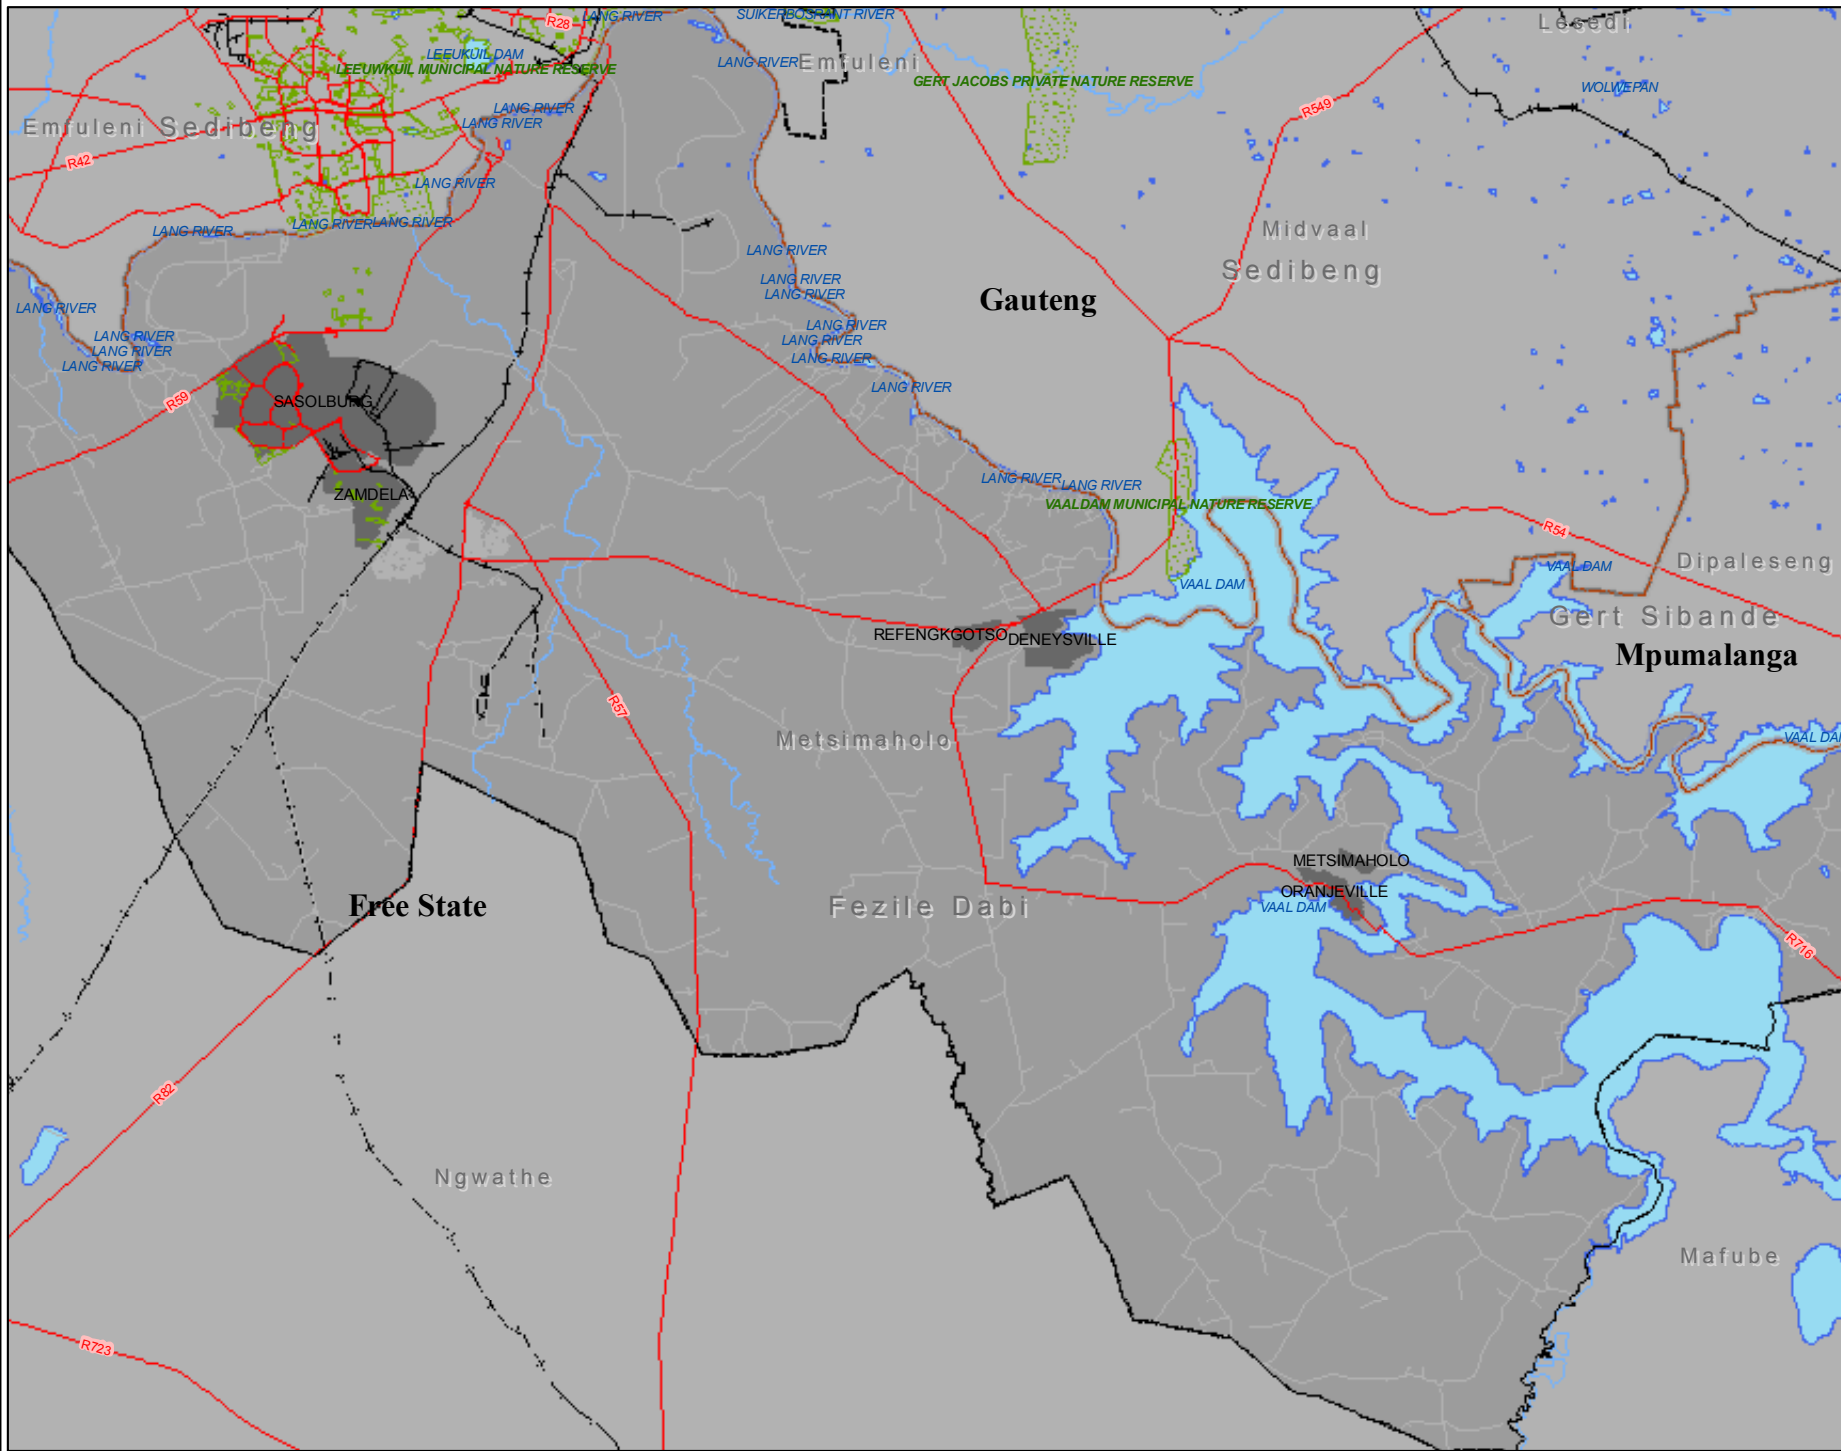 LANG RIVER
SUIKERBOSRANT RIVER
R28
Lesedi
LEEUKUIL DAM
LANG RIVER
Emfuleni
LEEUWKUIL MUNICIPAL NATURE RESERVE
GERT JACOBS PRIVATE NATURE RESERVE
WOLWEPAN
LANG RIVER
R549
LANG RIVER
Emfuleni
Sedibeng
R42
LANG RIVER
LANG RIVER
LANG RIVER
LANG RIVER
Midvaal
LANG RIVER
Sedibeng
LANG RIVER
LANG RIVER
Gauteng
LANG RIVER
LANG RIVER
LANG RIVER
LANG RIVER
LANG RIVER
LANG RIVER
LANG RIVER
LANG RIVER
R59
SASOLBURG
ZAMDELA
LANG RIVER
LANG RIVER
VAALDAM MUNICIPAL NATURE RESERVE
R54
Dipaleseng
VAAL DAM
VAAL DAM
Gert Sibande
REFENGKGOTSO
DENEYSVILLE
Mpumalanga
R57
Metsimaholo
VAAL DAM
METSIMAHOLO
ORANJEVILLE
Free State
Fezile Dabi
VAAL DAM
R716
R82
Ngwathe
Mafube
R723